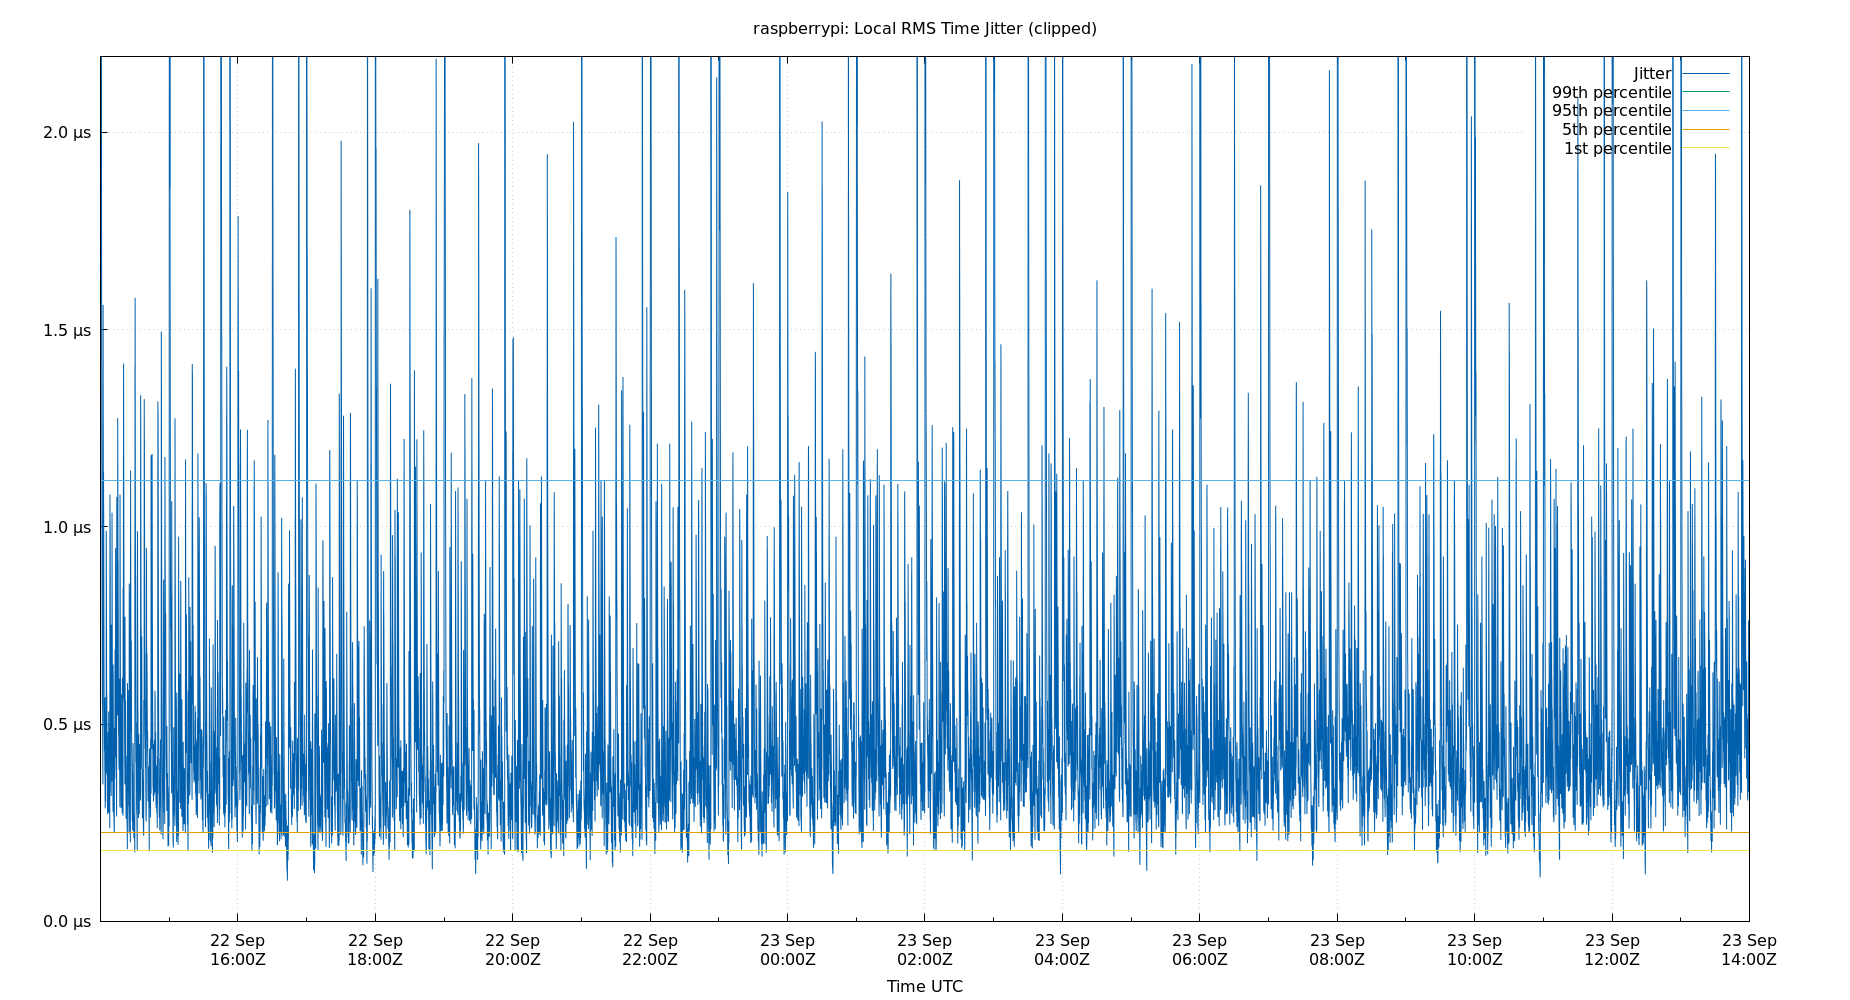 raspberrypi: Local RMS Time Jitter (clipped)
Jitter
99th percentile
95th percentile
5th percentile
1st percentile
2.0 µs
1.5 µs
1.0 µs
0.5 µs
0.0 µs
22 Sep 22 Sep 22 Sep 22 Sep 23 Sep 23 Sep 23 Sep 23 Sep 23 Sep 23 Sep 23 Sep 23 Sep
16:00Z 18:00Z 20:00Z 22:00Z 00:00Z 02:00Z 04:00Z 06:00Z 08:00Z 10:00Z 12:00Z 14:00Z
Time UTC